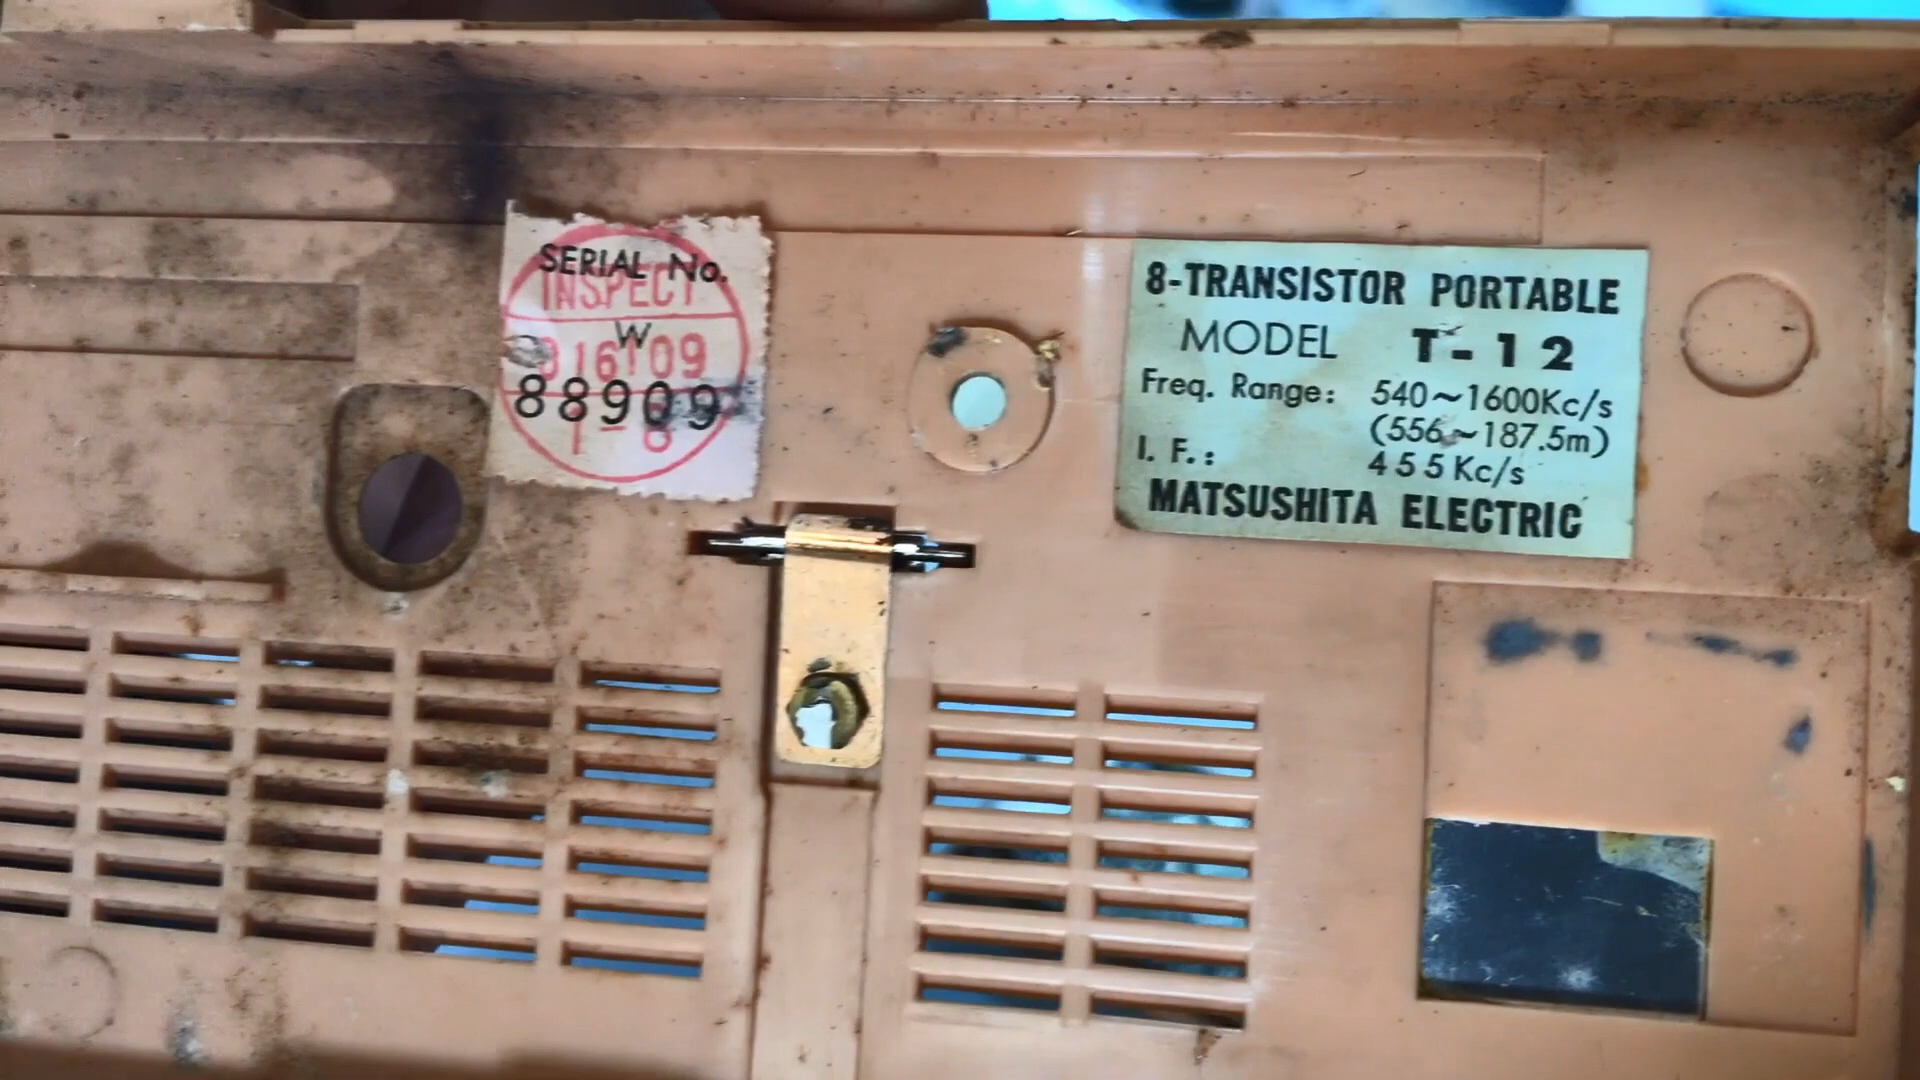 SERIAL No.
INSPECT
W
88909
8-TRANSISTOR PORTABLE
MODEL T-12
Freq. Range: 540~1600Kc/s
(556~187.5m)
I. F.: 455Kc/s
MATSUSHITA ELECTRIC